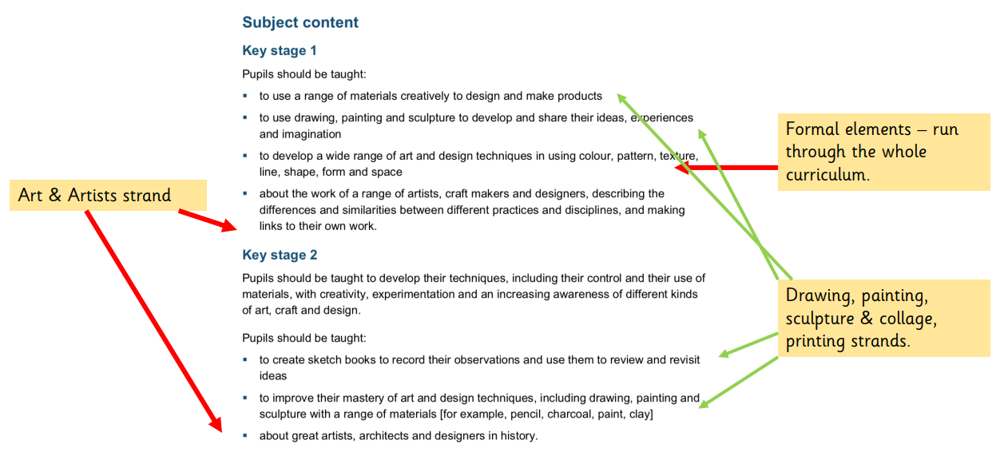 Subject content
Key stage 1
Pupils should be taught:
▪ to use a range of materials creatively to design and make products
▪ to use drawing, painting and sculpture to develop and share their ideas, experiences
and imagination
▪ to develop a wide range of art and design techniques in using colour, pattern, texture,
line, shape, form and space
▪ about the work of a range of artists, craft makers and designers, describing the
differences and similarities between different practices and disciplines, and making
links to their own work.
Key stage 2
Pupils should be taught to develop their techniques, including their control and their use of
materials, with creativity, experimentation and an increasing awareness of different kinds
of art, craft and design.
Pupils should be taught:
▪ to create sketch books to record their observations and use them to review and revisit
ideas
▪ to improve their mastery of art and design techniques, including drawing, painting and
sculpture with a range of materials [for example, pencil, charcoal, paint, clay]
▪ about great artists, architects and designers in history.
Art & Artists strand
Formal elements – run
through the whole
curriculum.
Drawing, painting,
sculpture & collage,
printing strands.